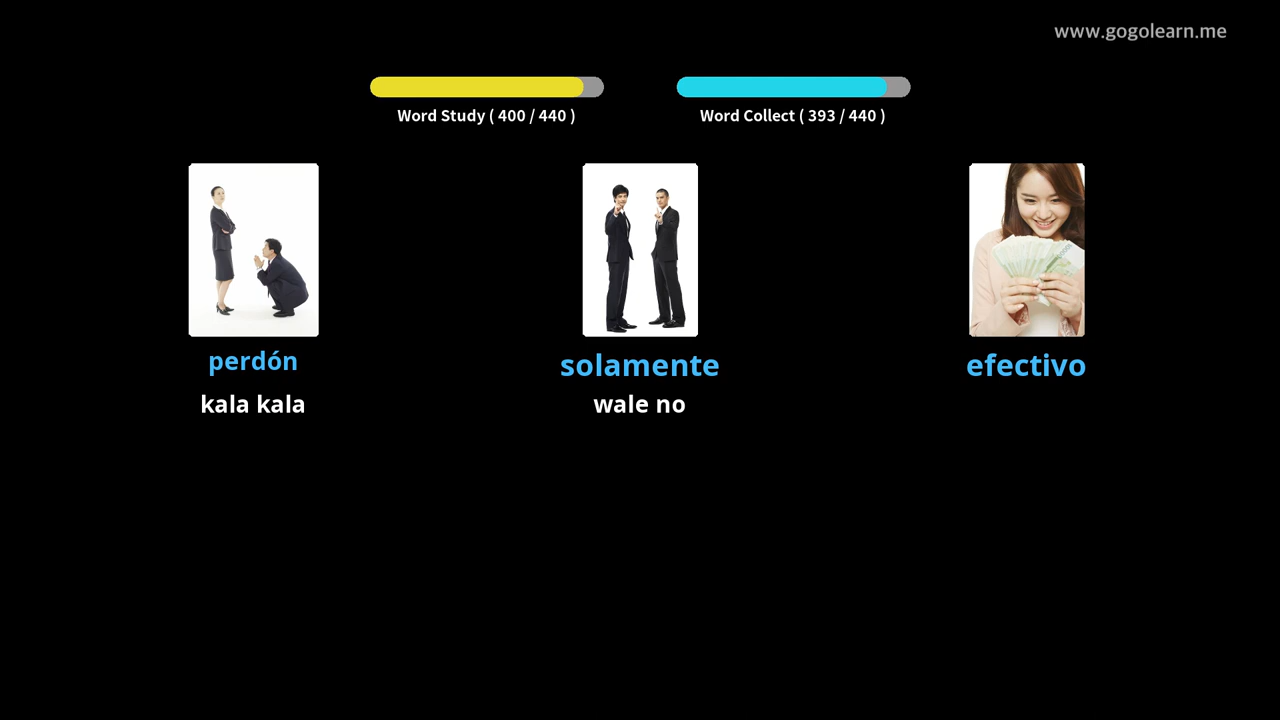 www.gogolearn.me
Word Study ( 400 / 440 )
Word Collect ( 393 / 440 )
perdón
solamente
efectivo
kala kala
wale no